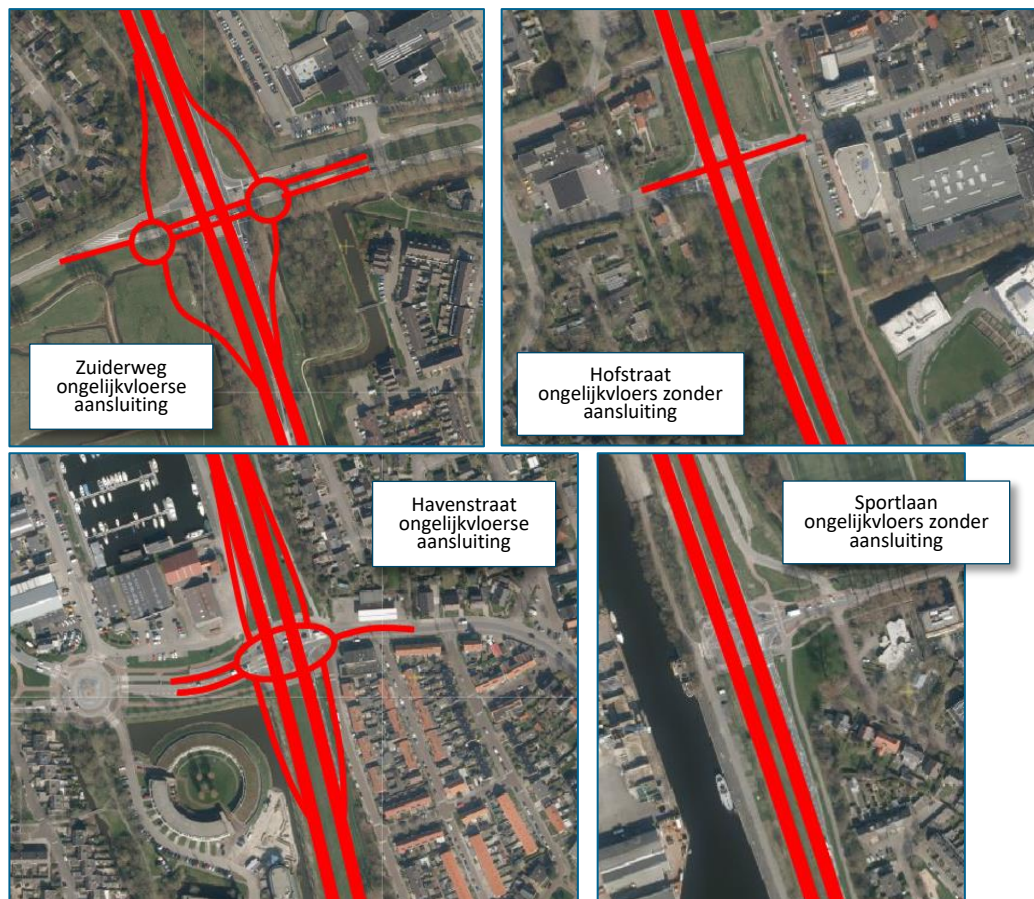 Zuiderweg
ongelijkvloerse
aansluiting
Hofstraat
ongelijkvloers zonder
aansluiting
Havenstraat
ongelijkvloerse
aansluiting
Sportlaan
ongelijkvloers zonder
aansluiting